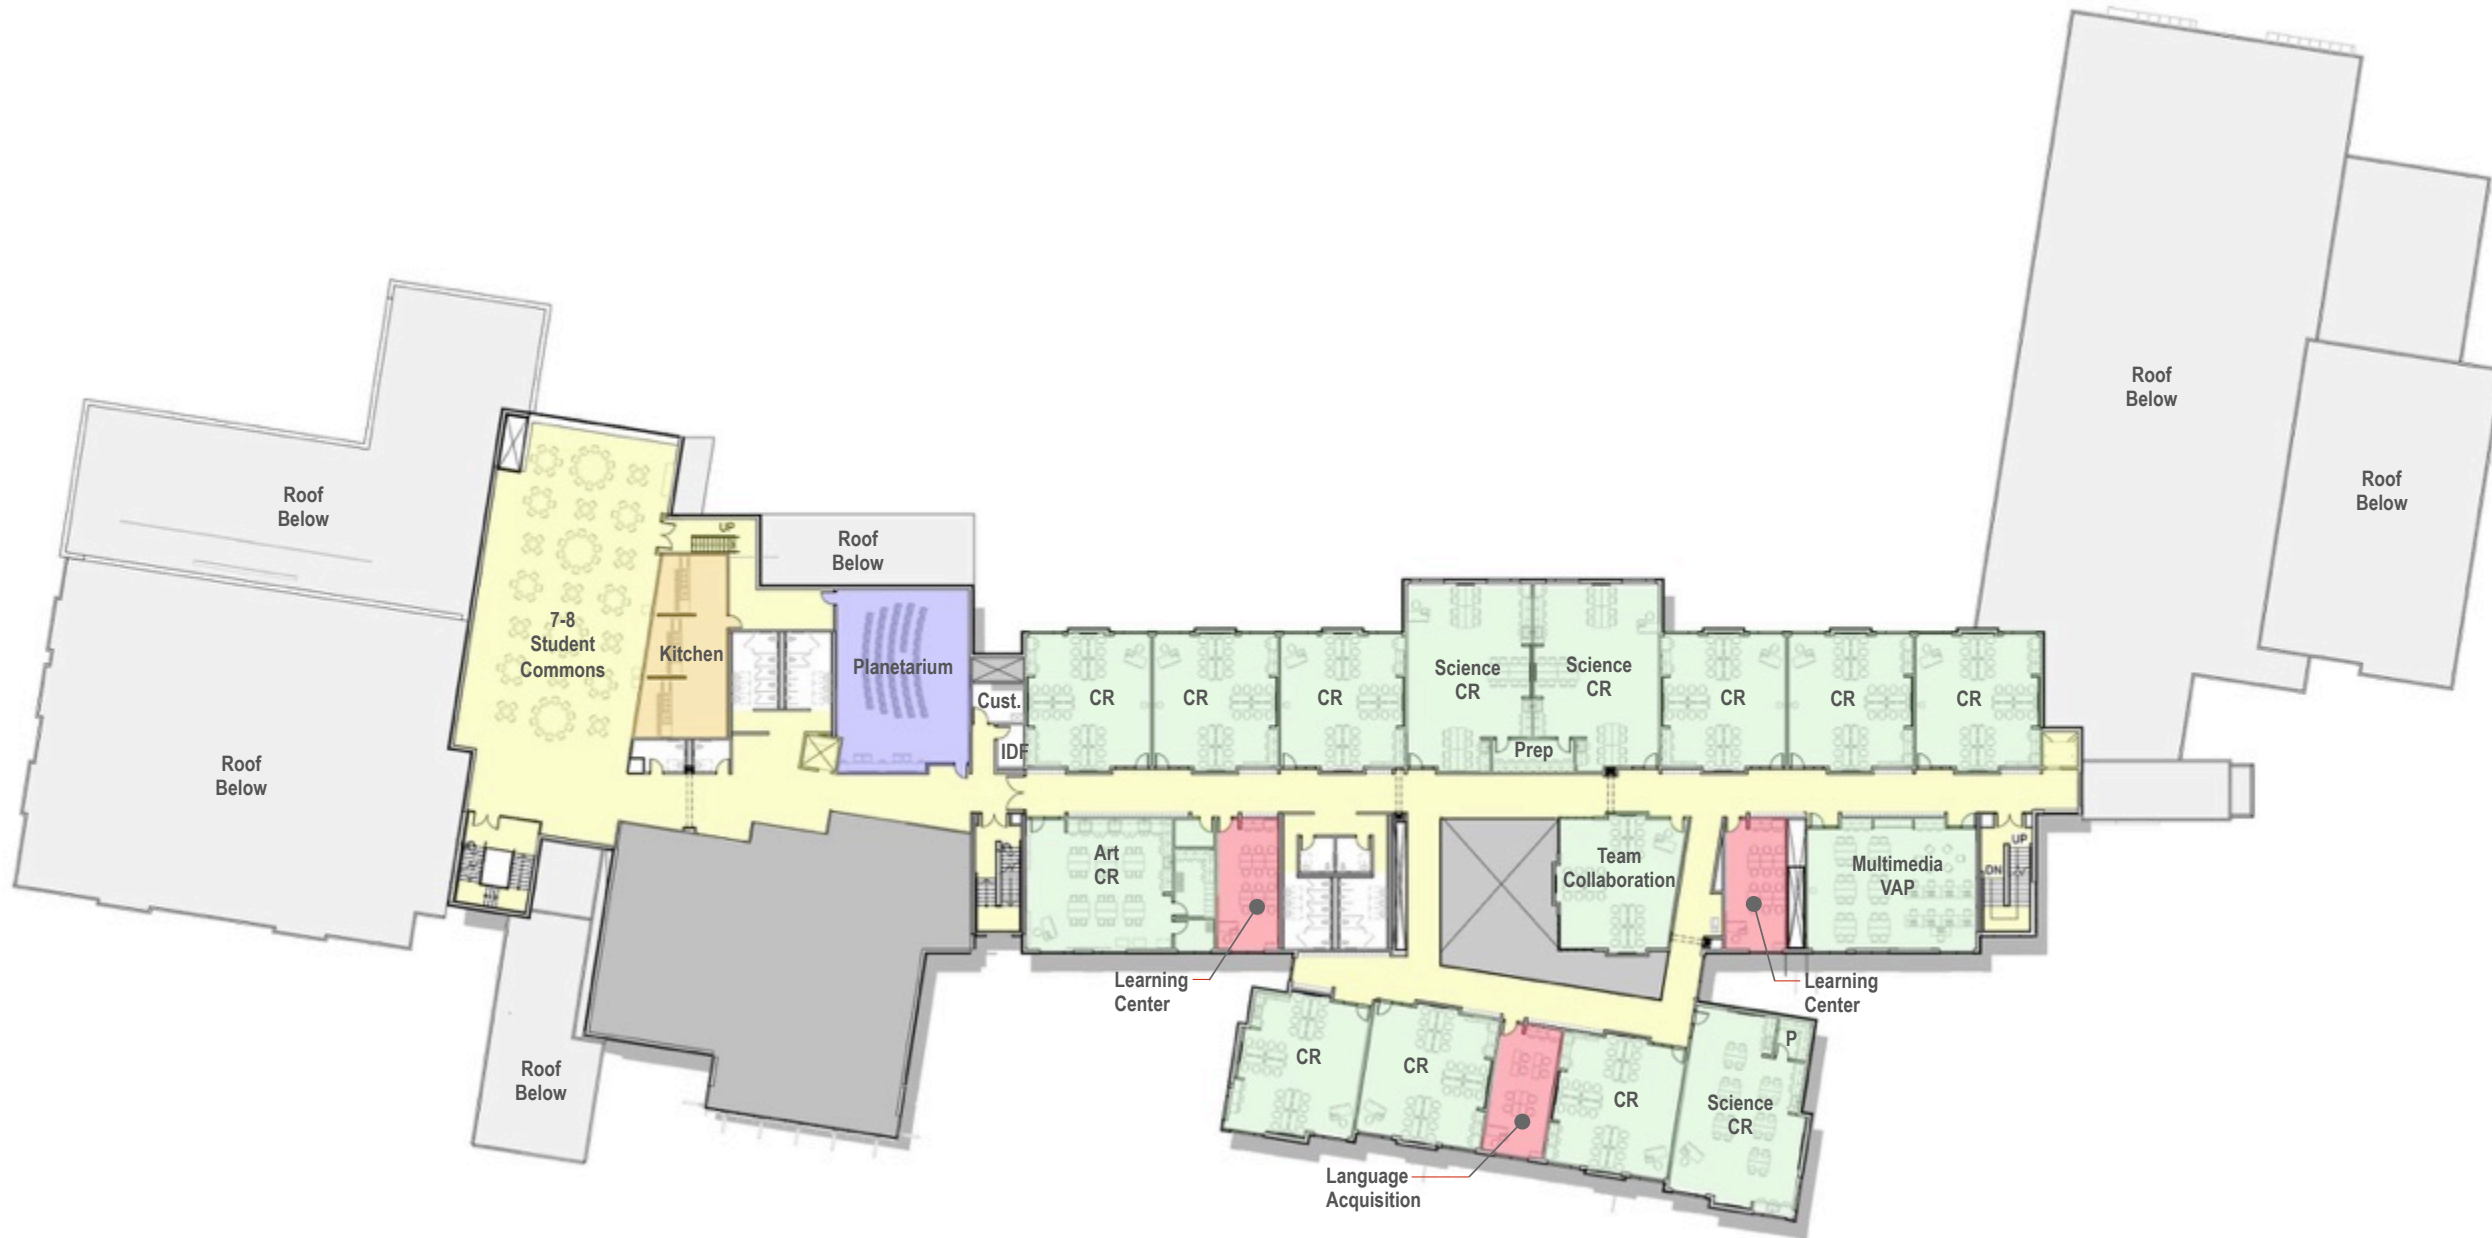 Roof
Below
Roof
Below
Roof
Below
UP
Roof
Below
7-8
Student
Commons
Kitchen
Planetarium
Cust.
IDF
CR
CR
CR
Science
CR
Science
CR
Prep
CR
CR
CR
Roof
Below
Art
CR
Team
Collaboration
Multimedia
VAP
UP
DN
Learning
Center
Learning
Center
Roof
Below
CR
CR
CR
Science
CR
P
Language
Acquisition